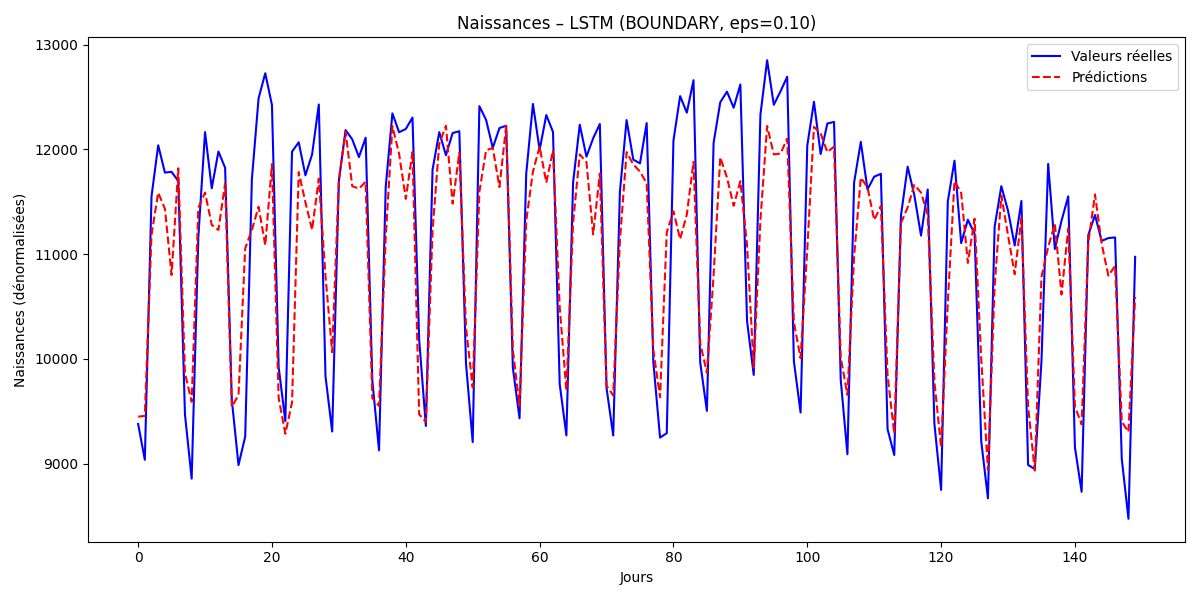 Naissances – LSTM (BOUNDARY, eps=0.10)
Valeurs réelles
Prédictions
Naissances (dénormalisées)
13000
12000
11000
10000
9000
0 20 40 60 80 100 120 140
Jours